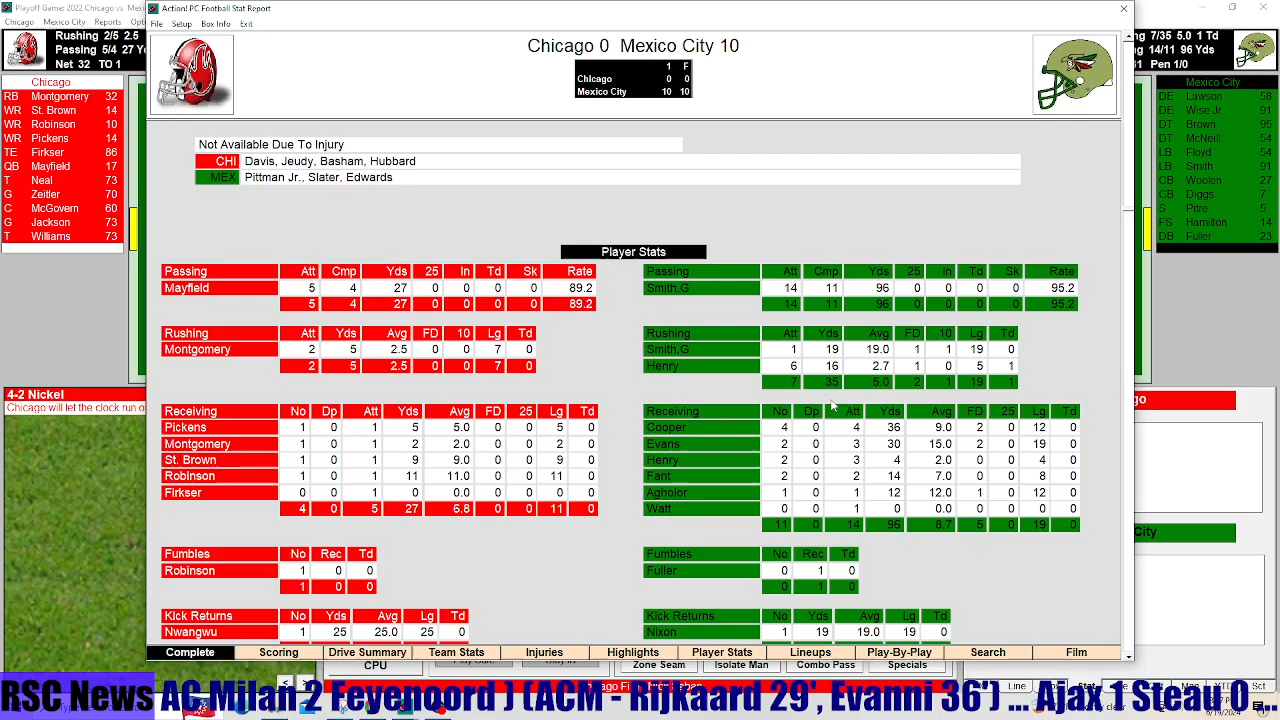 Playoff Game: 2022 Chicago vs Mex
Chicago Mexico City Reports
Rushing 2/5 2.5
Passing 5/4 27 Y
Net 32 TO 1
Chicago
RB Montgomery 32
WR St. Brown 14
WR Robinson 10
WR Pickens 14
TE Firkser 86
QB Mayfield 17
T Neal 73
G Zeitler 70
C McGovern 60
G Jackson 73
T Williams 73
4-2 Nickel
Chicago will let the clock run o
Action! PC Football Stat Report
File Setup Box Info Exit
Chicago 0 Mexico City 10
1 F
Chicago 0 0
Mexico City 10 10
Not Available Due To Injury
CHI Davis, Jeudy, Basham, Hubbard
MEX Pittman Jr., Slater, Edwards
Player Stats
Passing Att Cmp Yds 25 In Td Sk Rate
Mayfield 5 4 27 0 0 0 0 89.2
5 4 27 0 0 0 0 89.2
Rushing Att Yds Avg FD 10 Lg Td
Montgomery 2 5 2.5 0 0 7 0
2 5 2.5 0 0 7 0
Receiving No Dp Att Yds Avg FD 25 Lg Td
Pickens 1 0 1 5 5.0 0 0 5 0
Montgomery 1 0 1 2 2.0 0 0 2 0
St. Brown 1 0 1 9 9.0 0 0 9 0
Robinson 1 0 1 11 11.0 0 0 11 0
Firkser 0 0 1 0 0.0 0 0 0 0
4 0 5 27 6.8 0 0 11 0
Fumbles No Rec Td
Robinson 1 0 0
1 0 0
Kick Returns No Yds Avg Lg Td
Nwangwu 1 25 25.0 25 0
Passing Att Cmp Yds 25 In Td Sk Rate
Smith,G 14 11 96 0 0 0 0 95.2
14 11 96 0 0 0 0 95.2
Rushing Att Yds Avg FD 10 Lg Td
Smith,G 1 19 19.0 1 1 19 0
Henry 6 16 2.7 1 0 5 1
7 35 5.0 2 1 19 1
Receiving No Dp Att Yds Avg FD 25 Lg Td
Cooper 4 0 4 36 9.0 2 0 12 0
Evans 2 0 3 30 15.0 2 0 19 0
Henry 2 0 3 4 2.0 0 0 4 0
Fant 2 0 2 14 7.0 0 0 8 0
Agholor 1 0 1 12 12.0 1 0 12 0
Watt 0 0 1 0 0.0 0 0 0 0
11 0 14 96 8.7 5 0 19 0
Fumbles No Rec Td
Fuller 0 1 0
0 1 0
Kick Returns No Yds Avg Lg Td
Nixon 1 19 19.0 19 0
Complete Scoring Drive Summary Team Stats Injuries Highlights Player Stats Lineups Play-By-Play Search Film
g 7/35 5.0 1 Td
14/11 96 Yds
Pen 1/0
Mexico City
DE Lawson 58
DE Wise Jr. 91
DT Brown 95
DT McNeill 54
LB Floyd 54
LB Smith 91
CB Woolen 27
CB Diggs 7
S Pitre 5
FS Hamilton 14
DB Fuller 23
go
City
CPU Zone Seam Isolate Man Combo Pass Specials
Line
Sct
RSC News AC Milan 2 Feyenoord ) (ACM - Rijkaard 29', Evanni 36') ... Ajax 1 Steau 0 ...